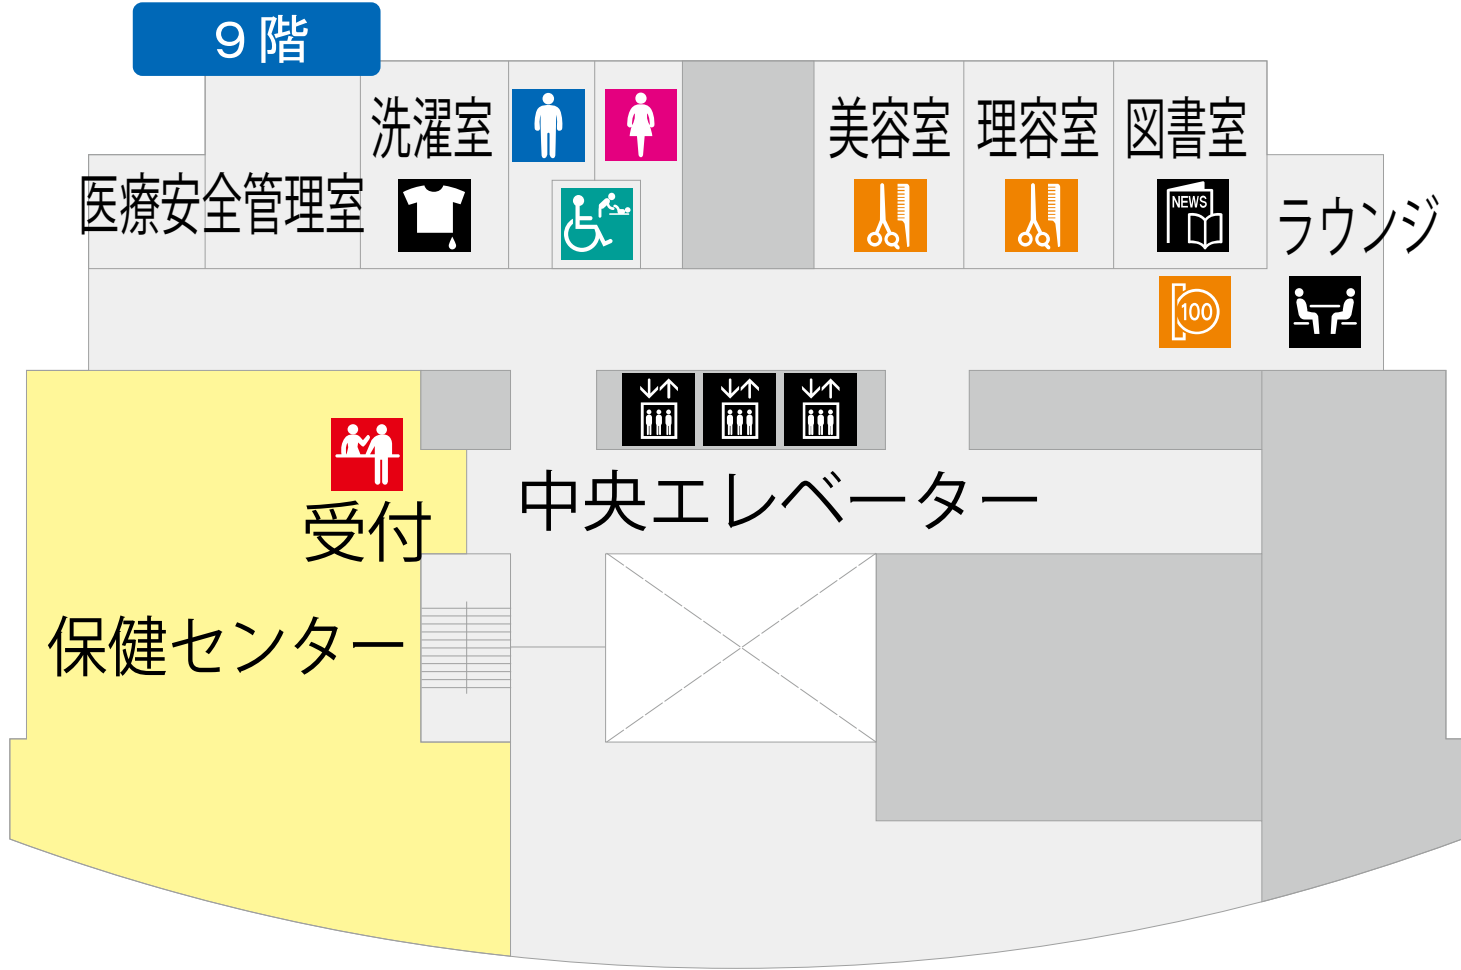 ９階
洗濯室
美容室
理容室
図書室
医療安全管理室
NEWS
ラウンジ
100
受付
中央エレベーター
保健センター